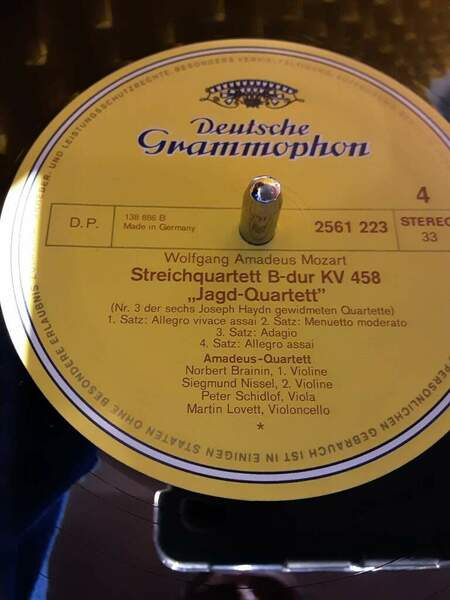 Deutsche
Grammophon
4
D.P.
138 886 B
Made in Germany
2561 223
STEREO
33
Wolfgang Amadeus Mozart
Streichquartett B-dur KV 458
„Jagd-Quartett"
(Nr. 3 der sechs Joseph Haydn gewidmeten Quartette)
1. Satz: Allegro vivace assai 2. Satz: Menuetto moderato
3. Satz: Adagio
4. Satz: Allegro assai
Amadeus-Quartett
Norbert Brainin, 1. Violine
Siegmund Nissel, 2. Violine
Peter Schidlof, Viola
Martin Lovett, Violoncello
*
UND LEISTUNGSSCHUTZRECHTE
PERSÖNLICHEN GEBRAUCH IST IN EINIGEN STAATEN OHNE BESONDERE ERLAUBNIS